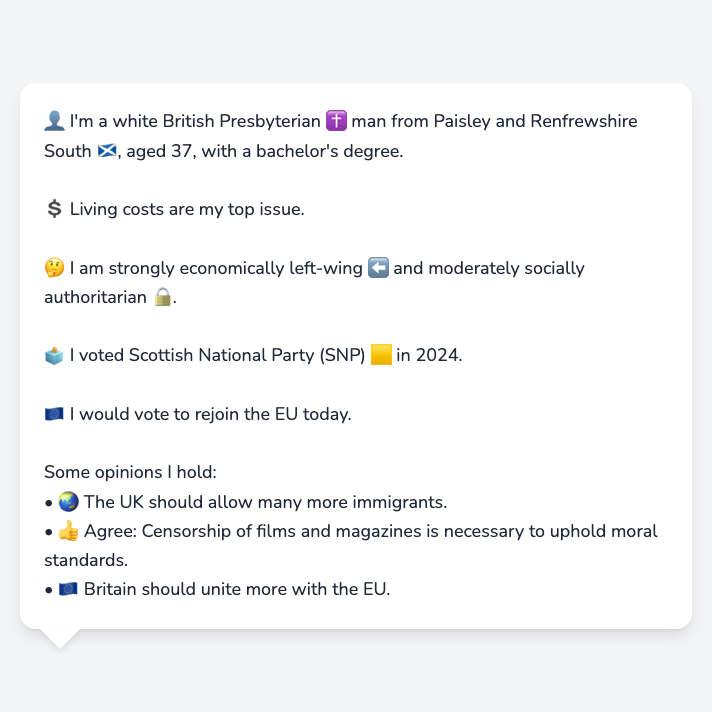 👤 I'm a white British Presbyterian ✝️ man from Paisley and Renfrewshire
South 🏴󠁧󠁢󠁳󠁣󠁴󠁿, aged 37, with a bachelor's degree.
💲 Living costs are my top issue.
🤔 I am strongly economically left-wing ⬅️ and moderately socially
authoritarian 🔒.
🗳️ I voted Scottish National Party (SNP) 🟨 in 2024.
🇪🇺 I would vote to rejoin the EU today.
Some opinions I hold:
• 🌏 The UK should allow many more immigrants.
• 👍 Agree: Censorship of films and magazines is necessary to uphold moral
standards.
• 🇪🇺 Britain should unite more with the EU.